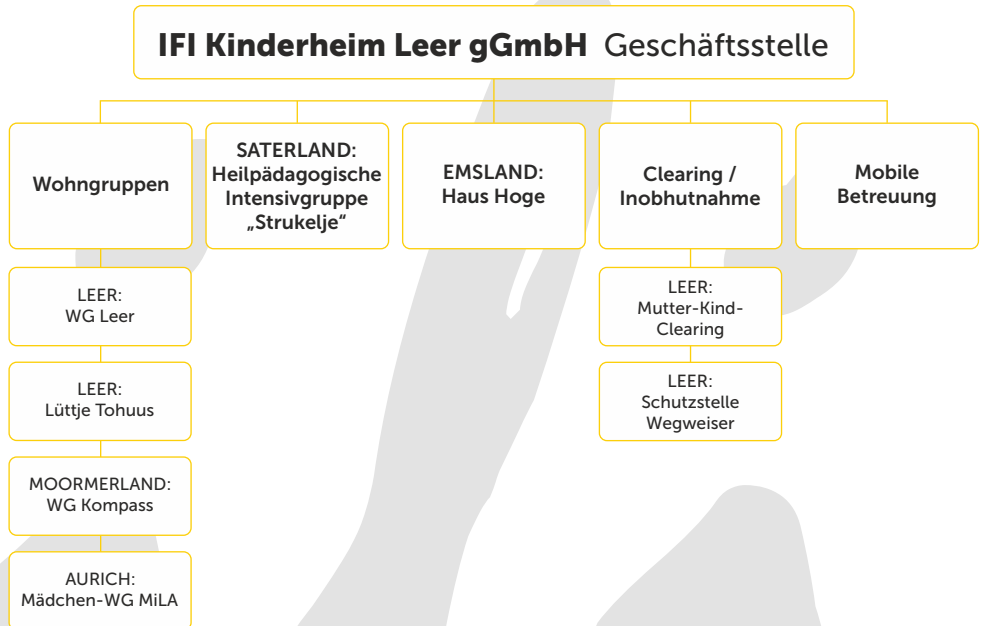 IFI Kinderheim Leer gGmbH Geschäftsstelle
Wohngruppen
SATERLAND:
Heilpädagogische
Intensivgruppe
„Strukelje“
EMSLAND:
Haus Hoge
Clearing /
Inobhutnahme
Mobile
Betreuung
LEER:
WG Leer
LEER:
Lüttje Tohuus
MOORMERLAND:
WG Kompass
AURICH:
Mädchen-WG MiLA
LEER:
Mutter-Kind-
Clearing
LEER:
Schutzstelle
Wegweiser